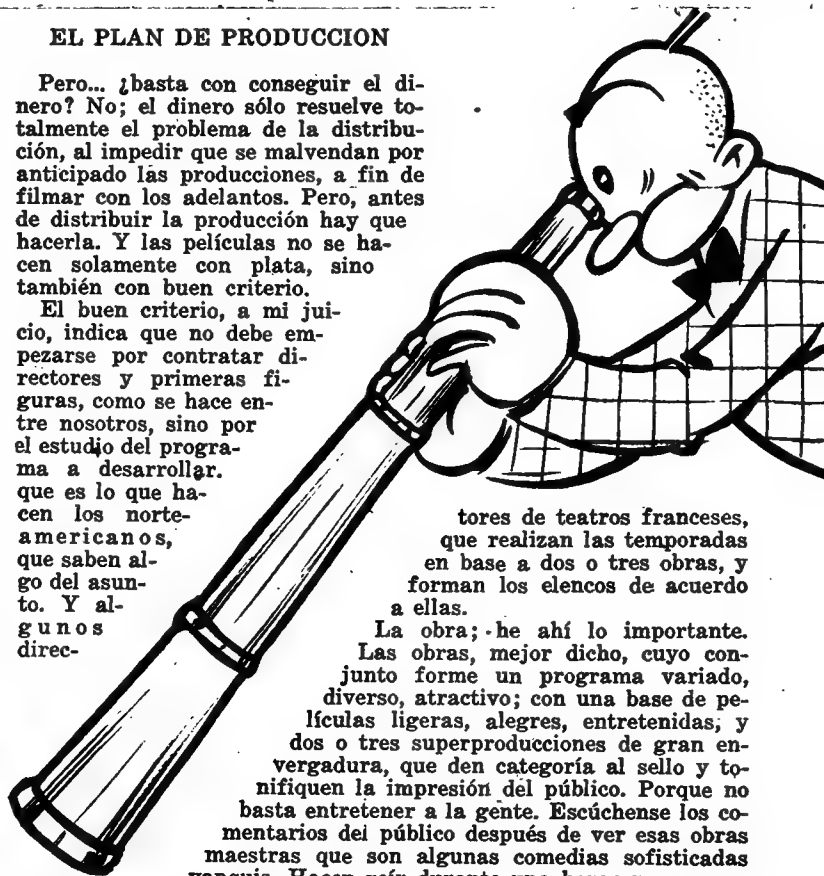 EL PLAN DE PRODUCCION
Pero... ¿basta con conseguir el di-
nero? No; el dinero sólo resuelve to-
talmente el problema de la distribu-
ción, al impedir que se malvendan por
anticipado las producciones, a fin de
filmar con los adelantos. Pero, antes
de distribuir la producción hay que
hacerla. Y las películas no se ha-
cen solamente con plata, sino
también con buen criterio.
El buen criterio, a mi jui-
cio, indica que no debe em-
pezarse por contratar di-
rectores y primeras fi-
guras, como se hace en-
tre nosotros, sino por
el estudio del progra-
ma a desarrollar.
que es lo que ha-
cen los norte-
americanos,
que saben al-
go del asun-
to. Y al-
gunos
direc-
tores de teatros franceses,
que realizan las temporadas
en base a dos o tres obras, y
forman los elencos de acuerdo
a ellas.
La obra; he ahí lo importante.
Las obras, mejor dicho, cuyo con-
junto forme un programa variado,
diverso, atractivo; con una base de pe-
lículas ligeras, alegres, entretenidas; y
dos o tres superproducciones de gran en-
vergadura, que den categoría al sello y to-
nifiquen la impresión del público. Porque no
basta entretener a la gente. Escúchense los co-
mentarios del público después de ver esas obras
maestras que son algunas comedias sofisticadas